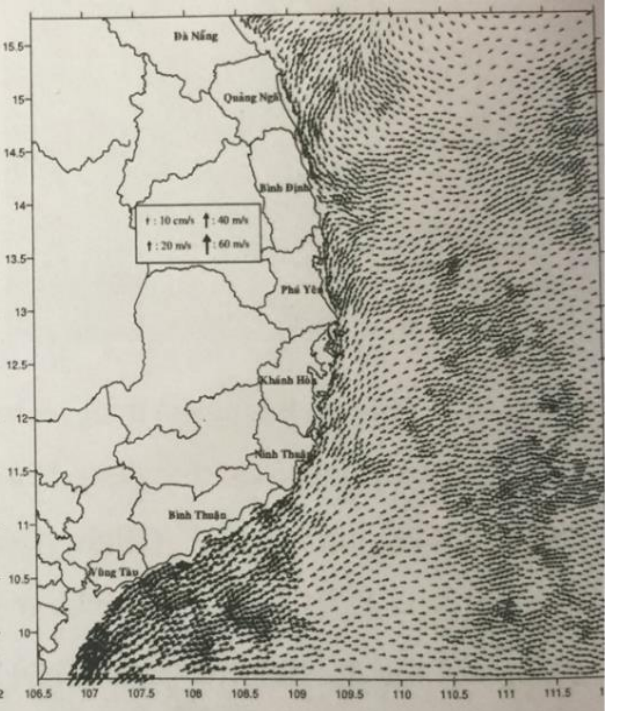 Đà Nẵng
15.5
Quảng Ngãi
15
14.5
Bình Định
14
: 10 cm/s : 40 m/s
: 20 m/s : 60 m/s
13.5
Phú Yên
13
12.5
Khánh Hòa
12
Ninh Thuận
11.5
Bình Thuận
11
Vũng Tàu
10.5
10
106.5 107 107.5 108 108.5 109 109.5 110 110.5 111 111.5